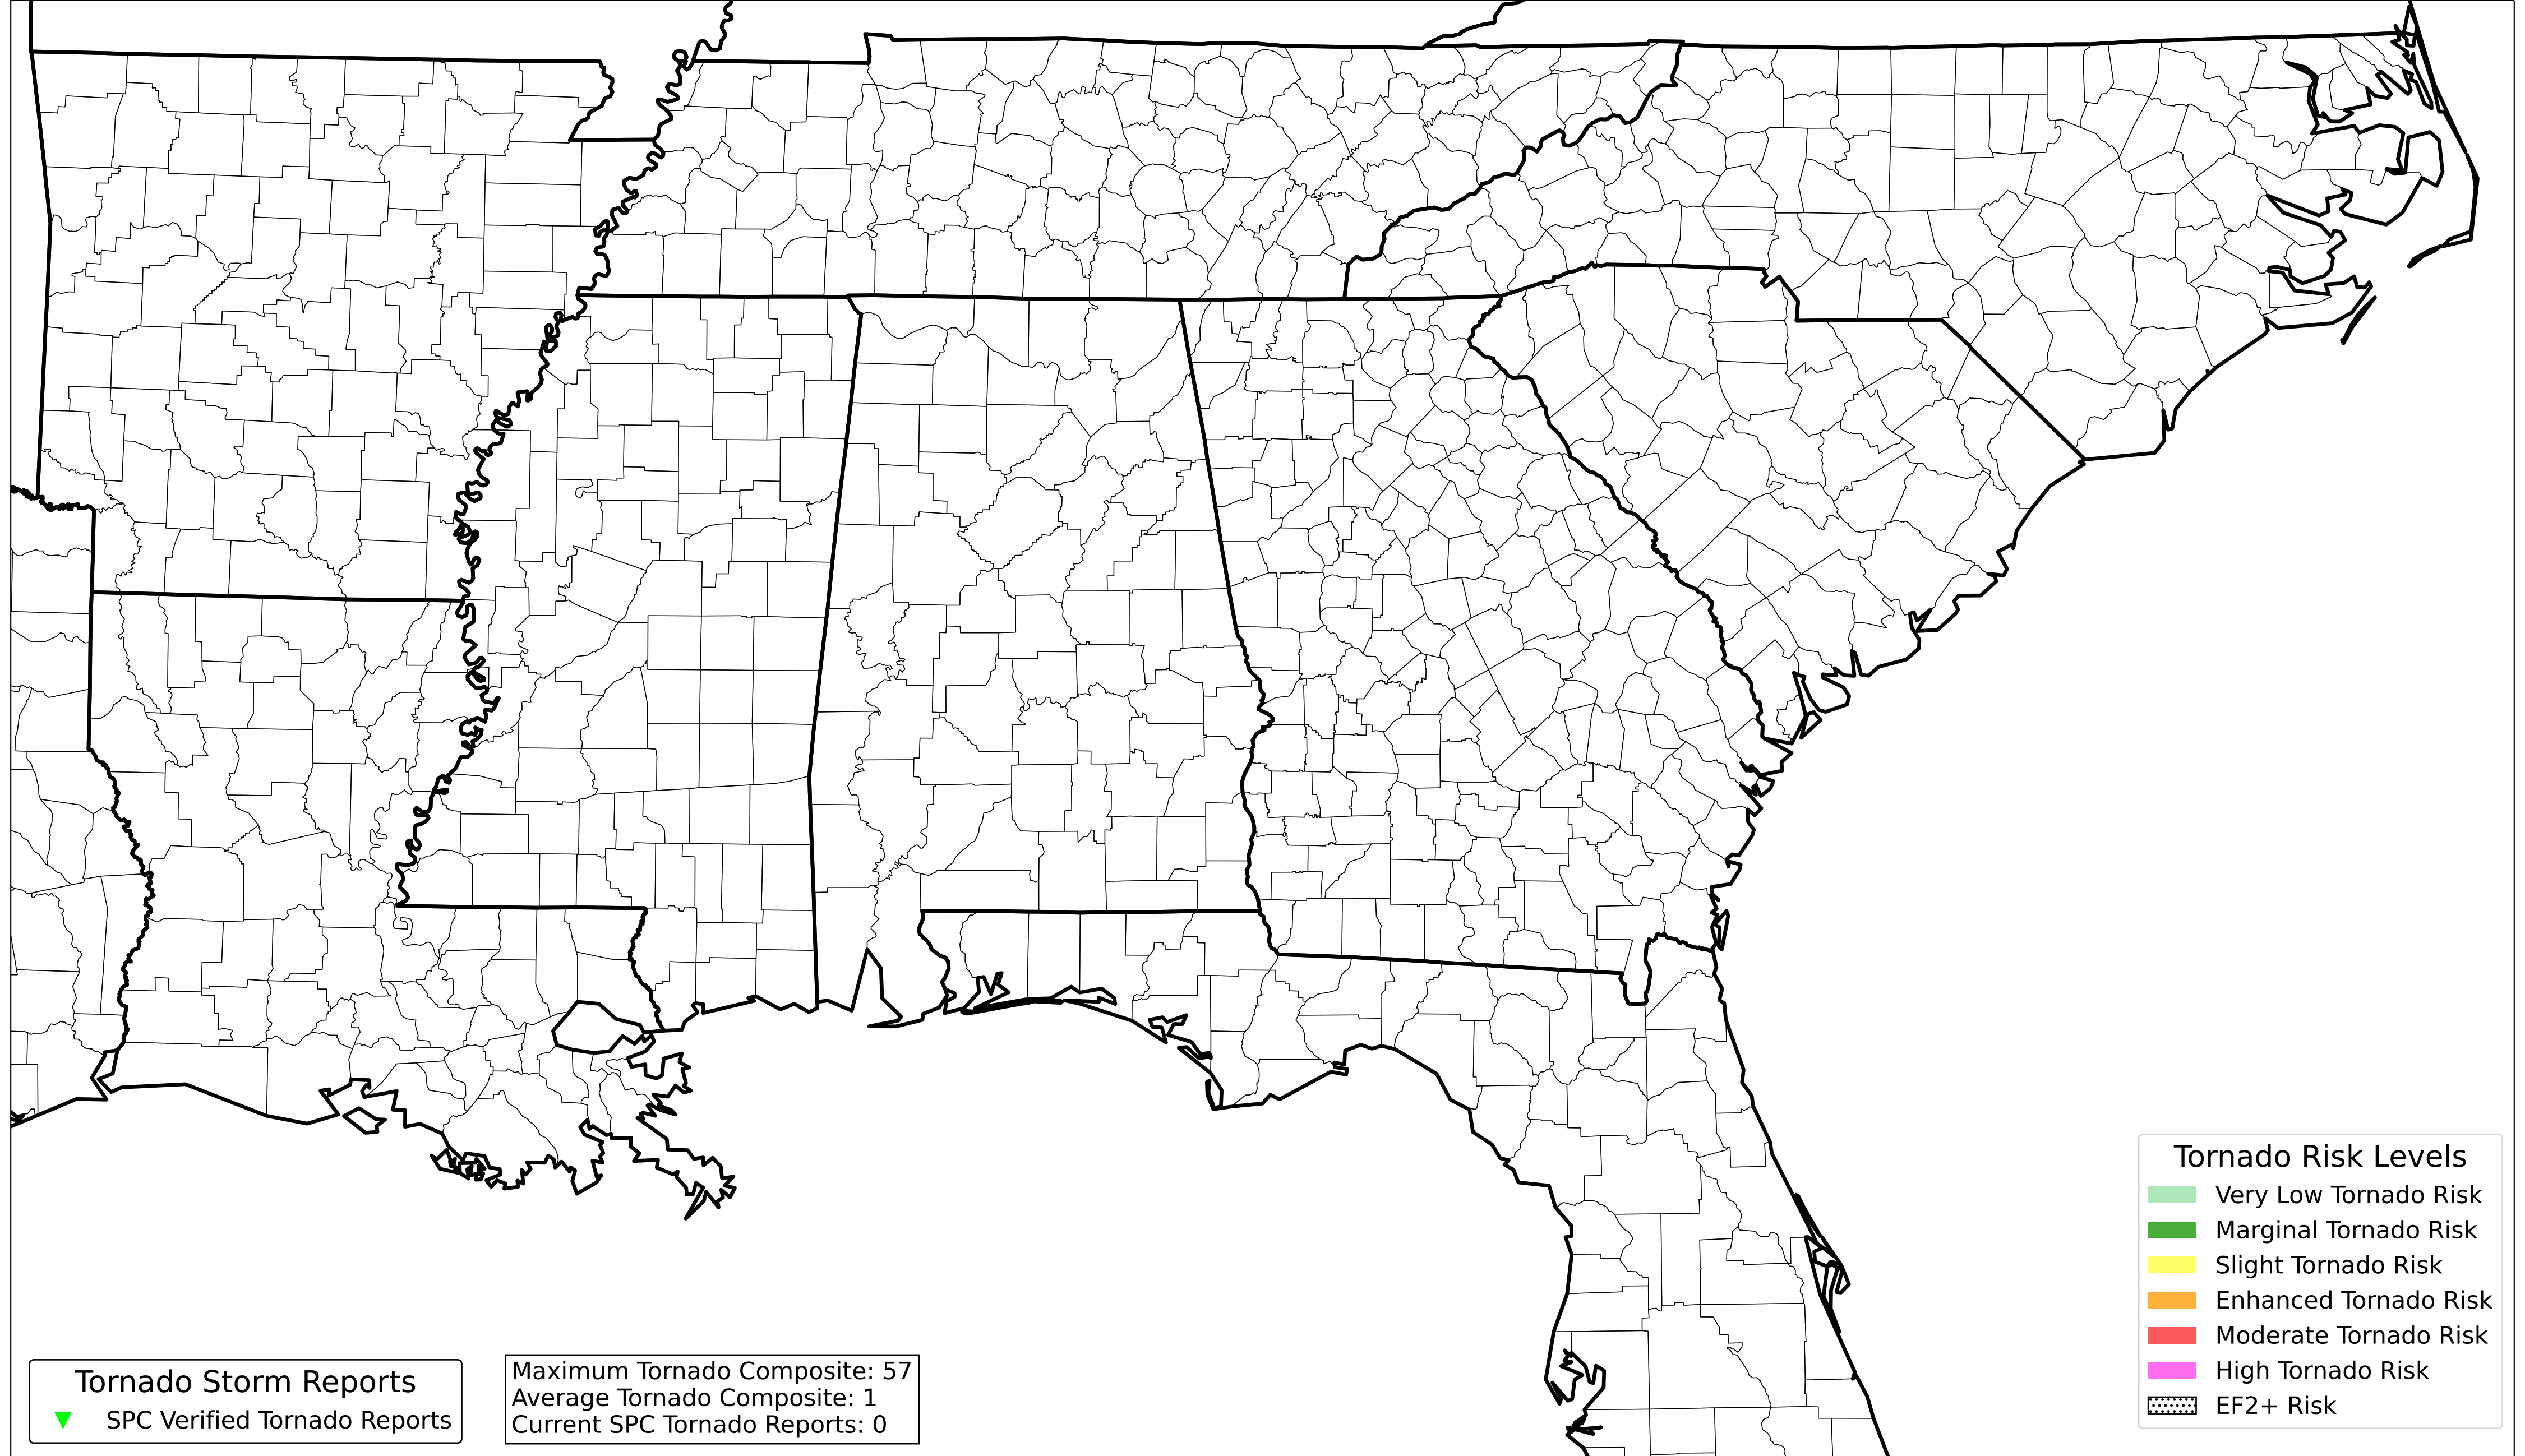 Tornado Storm Reports
SPC Verified Tornado Reports
Maximum Tornado Composite: 57
Average Tornado Composite: 1
Current SPC Tornado Reports: 0
Tornado Risk Levels
Very Low Tornado Risk
Marginal Tornado Risk
Slight Tornado Risk
Enhanced Tornado Risk
Moderate Tornado Risk
High Tornado Risk
EF2+ Risk